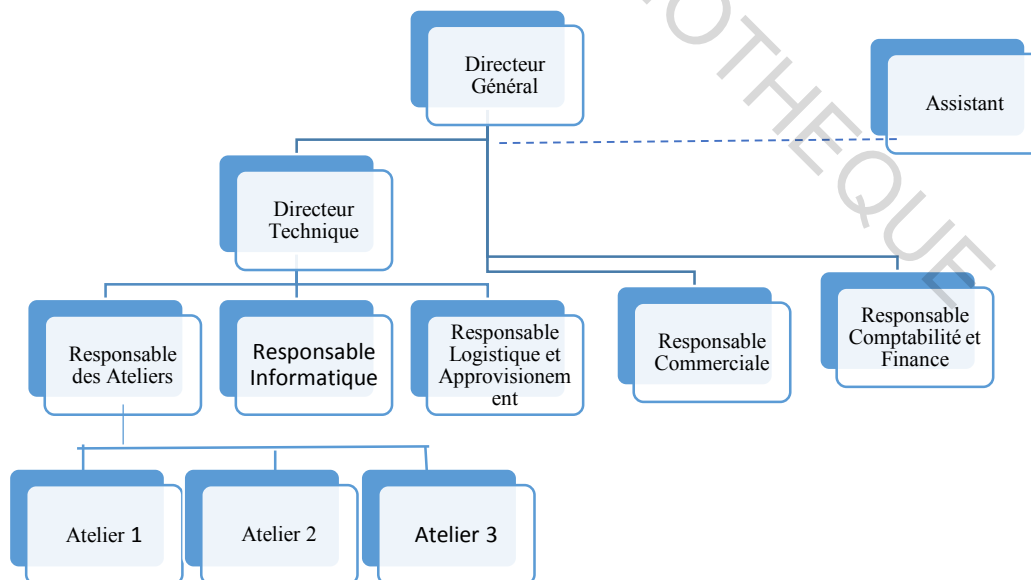 Directeur
Général
Assistant
Directeur
Technique
Responsable
des Ateliers
Responsable
Informatique
Responsable
Logistique et
Approvisionem
ent
Responsable
Commerciale
Responsable
Comptabilité et
Finance
Atelier 1
Atelier 2
Atelier 3
OTHEQUE